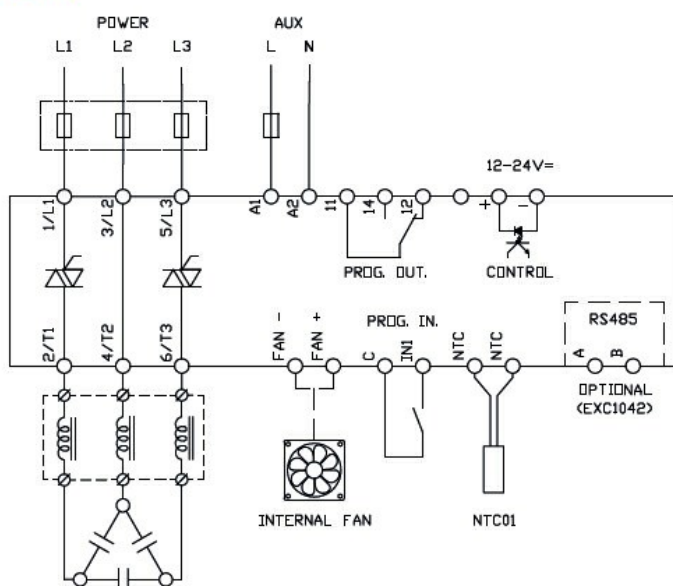 POWER AUX
L1 L2 L3 L N
12-24V=
1/L1 3/L2 5/L3 A1 A2 11 14 12 + -
PROG. OUT. CONTROL
PROG. IN. RS485
2/T1 4/T2 6/T3 FAN - FAN + C IN1 NTC NTC A B
OPTIONAL
(EXC1042)
INTERNAL FAN NTC01